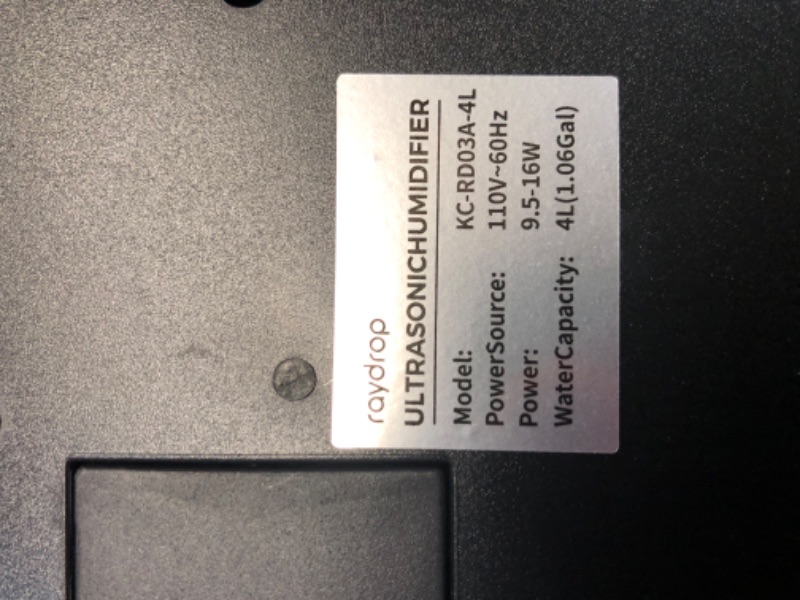 raydrop
ULTRASONICHUMIDIFIER
Model: KC-RD03A-4L
PowerSource: 110V~60Hz
Power: 9.5-16W
WaterCapacity: 4L(1.06Gal)